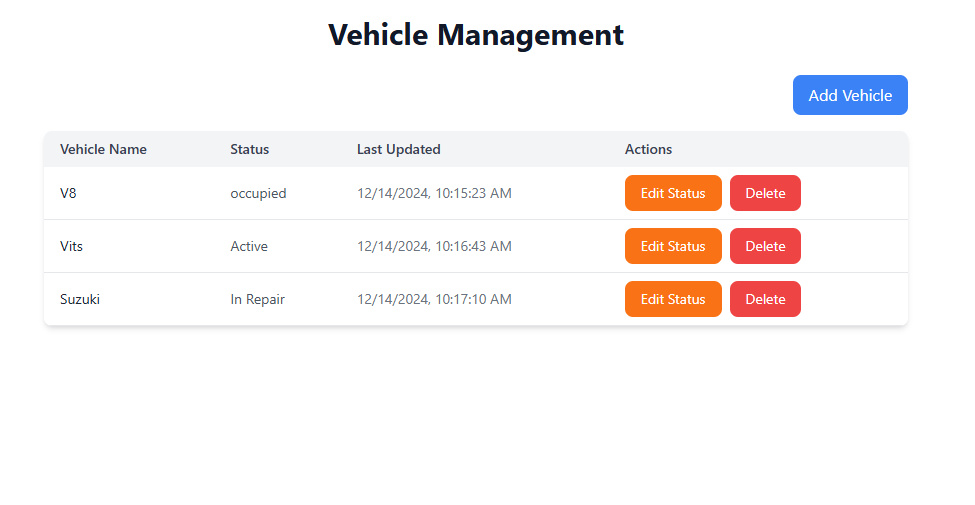 Vehicle Management
Add Vehicle
Vehicle Name Status Last Updated Actions
V8 occupied 12/14/2024, 10:15:23 AM Edit Status Delete
Vits Active 12/14/2024, 10:16:43 AM Edit Status Delete
Suzuki In Repair 12/14/2024, 10:17:10 AM Edit Status Delete